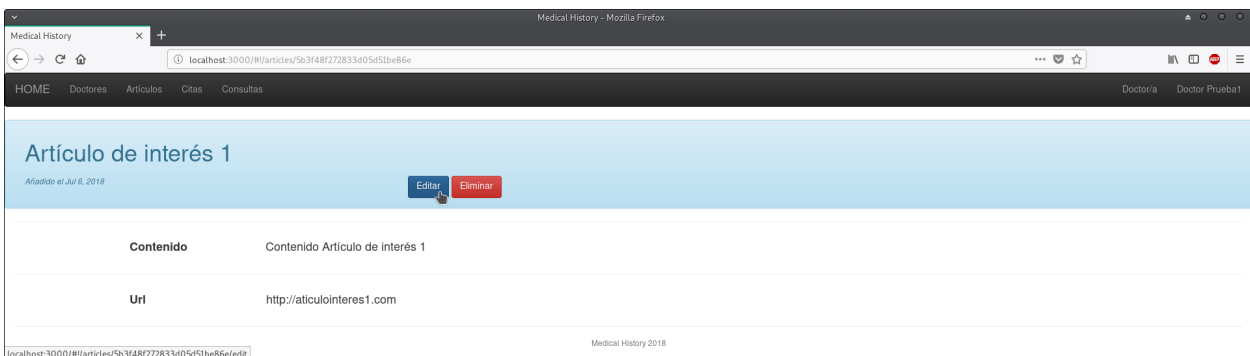 Medical History - Mozilla Firefox
Medical History
localhost:3000/#!/articles/5b3f48f272833d05d51be86e
ABP
HOME Doctores Articulos Citas Consultas Doctor/a Doctor Prueba1
Artículo de interés 1
Añadido el Jul 6, 2018
Editar Eliminar
Contenido Contenido Artículo de interés 1
Url http://aticulointeres1.com
Medical History 2018
localhost:3000/#!/articles/5b3f48f272833d05d51be86e/edit